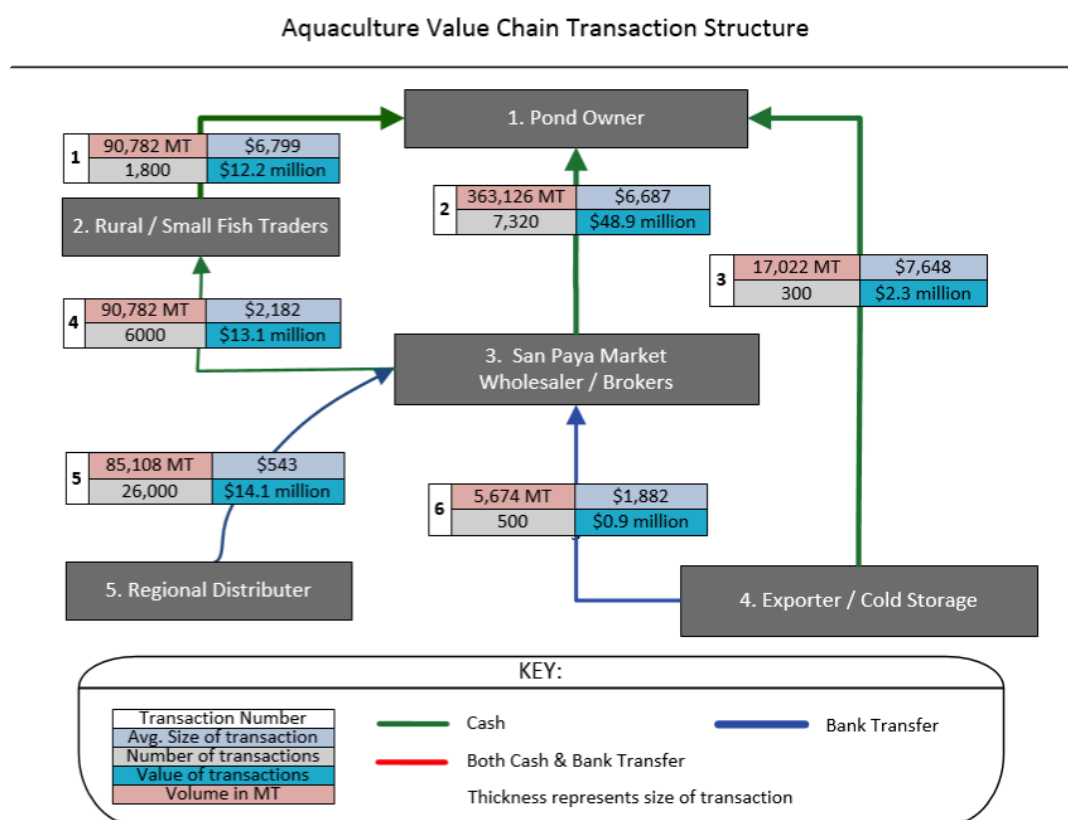 Aquaculture Value Chain Transaction Structure
1. Pond Owner
1
90,782 MT $6,799
1,800 $12.2 million
2. Rural / Small Fish Traders
2
363,126 MT $6,687
7,320 $48.9 million
3
17,022 MT $7,648
300 $2.3 million
4
90,782 MT $2,182
6000 $13.1 million
3. San Paya Market
Wholesaler / Brokers
5
85,108 MT $543
26,000 $14.1 million
6
5,674 MT $1,882
500 $0.9 million
5. Regional Distributer
4. Exporter / Cold Storage
KEY:
Transaction Number
Avg. Size of transaction
Number of transactions
Value of transactions
Volume in MT
Cash
Bank Transfer
Both Cash & Bank Transfer
Thickness represents size of transaction